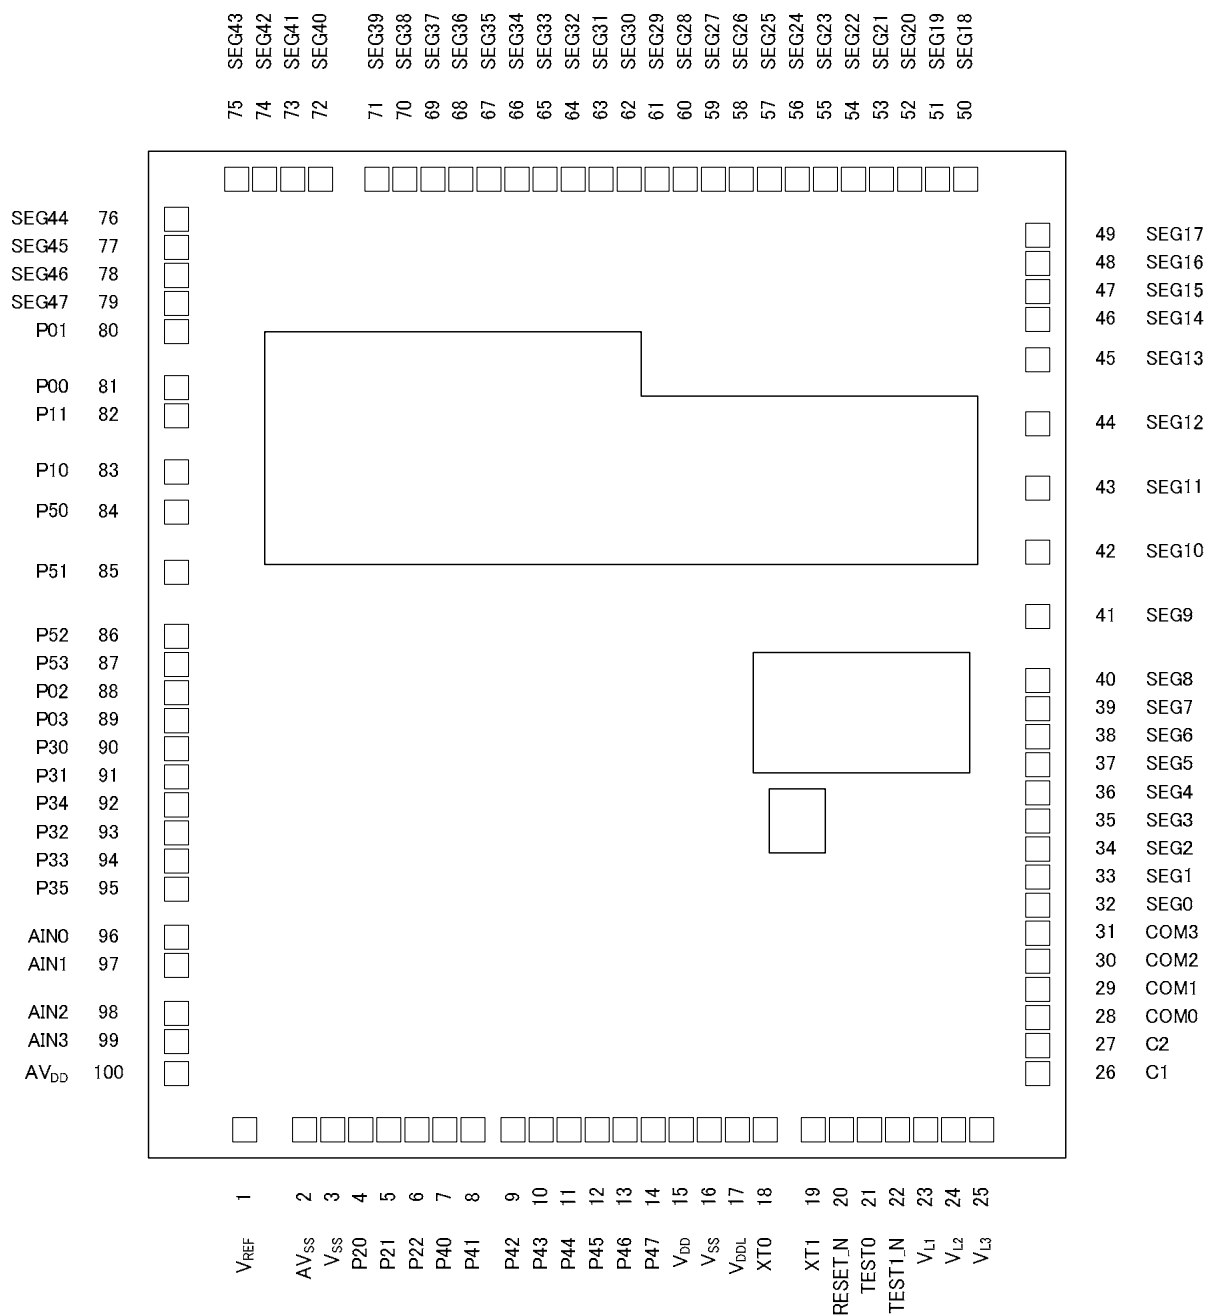 SEG43 SEG42 SEG41 SEG40 SEG39 SEG38 SEG37 SEG36 SEG35 SEG34 SEG33 SEG32 SEG31 SEG30 SEG29 SEG28 SEG27 SEG26 SEG25 SEG24 SEG23 SEG22 SEG21 SEG20 SEG19 SEG18
75 74 73 72 71 70 69 68 67 66 65 64 63 62 61 60 59 58 57 56 55 54 53 52 51 50
SEG44 76
SEG45 77
SEG46 78
SEG47 79
P01 80
P00 81
P11 82
P10 83
P50 84
P51 85
P52 86
P53 87
P02 88
P03 89
P30 90
P31 91
P34 92
P32 93
P33 94
P35 95
AIN0 96
AIN1 97
AIN2 98
AIN3 99
AVDD 100
49 SEG17
48 SEG16
47 SEG15
46 SEG14
45 SEG13
44 SEG12
43 SEG11
42 SEG10
41 SEG9
40 SEG8
39 SEG7
38 SEG6
37 SEG5
36 SEG4
35 SEG3
34 SEG2
33 SEG1
32 SEG0
31 COM3
30 COM2
29 COM1
28 COM0
27 C2
26 C1
1 2 3 4 5 6 7 8 9 10 11 12 13 14 15 16 17 18 19 20 21 22 23 24 25
VREF AVSS VSS P20 P21 P22 P40 P41 P42 P43 P44 P45 P46 P47 VDD VSS VDDL XT0 XT1 RESET_N TEST0 TEST1_N VL1 VL2 VL3